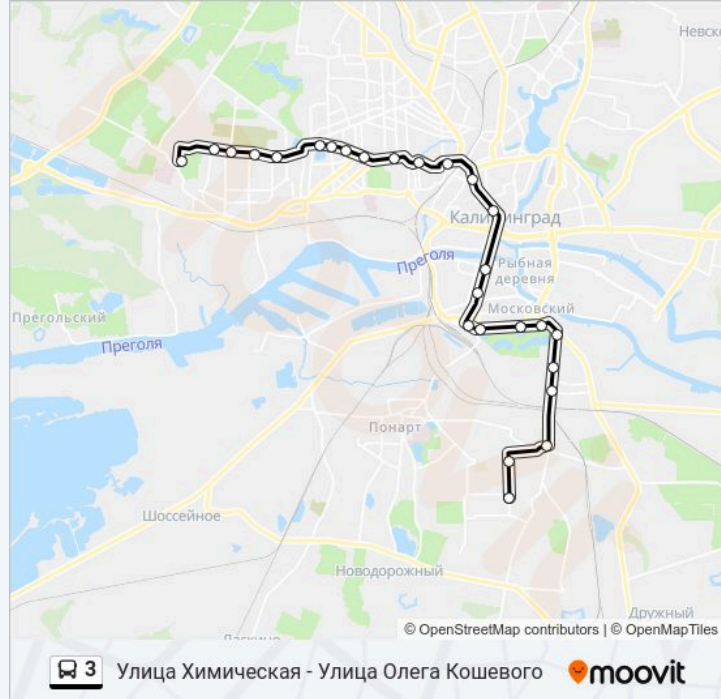 Невско
Калининград
Преголя
Рыбная
деревня
Московский
Прегольский
Преголя
Понарт
Шоссейное
Новодорожный
Дружный
Ласкино
© OpenStreetMap contributors | © OpenMapTiles
3 Улица Химическая - Улица Олега Кошевого moovit